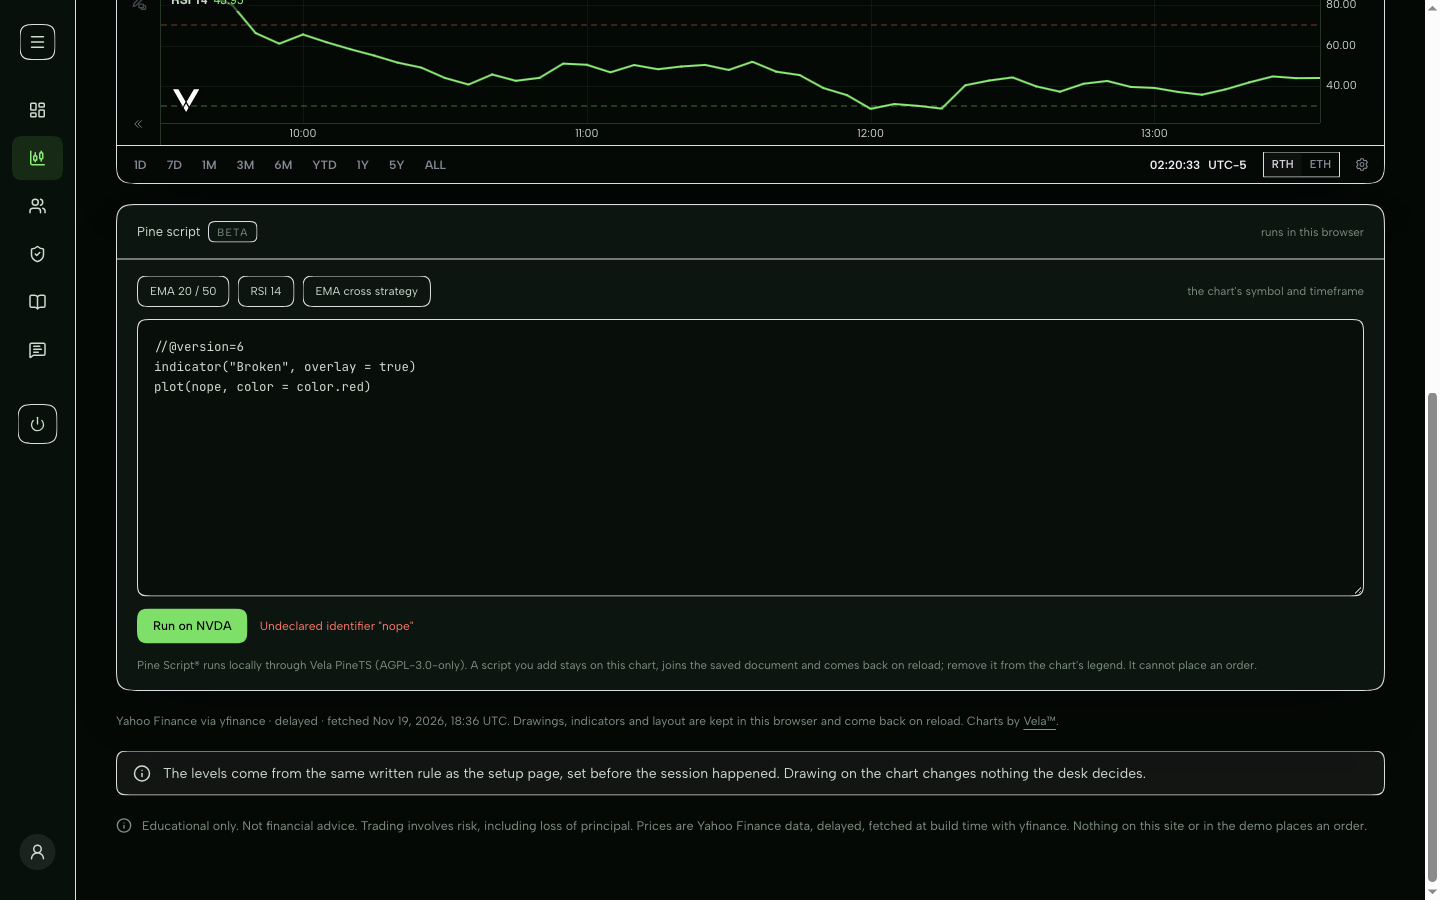 RSI 14 43.95
80.00
60.00
40.00
10:00 11:00 12:00 13:00
1D 7D 1M 3M 6M YTD 1Y 5Y ALL 02:20:33 UTC-5 RTH ETH
Pine script BETA runs in this browser
EMA 20 / 50 RSI 14 EMA cross strategy the chart's symbol and timeframe
//@version=6
indicator("Broken", overlay = true)
plot(nope, color = color.red)
Run on NVDA Undeclared identifier "nope"
Pine Script® runs locally through Vela PineTS (AGPL-3.0-only). A script you add stays on this chart, joins the saved document and comes back on reload; remove it from the chart's legend. It cannot place an order.
Yahoo Finance via yfinance · delayed · fetched Nov 19, 2026, 18:36 UTC. Drawings, indicators and layout are kept in this browser and come back on reload. Charts by Vela™.
The levels come from the same written rule as the setup page, set before the session happened. Drawing on the chart changes nothing the desk decides.
Educational only. Not financial advice. Trading involves risk, including loss of principal. Prices are Yahoo Finance data, delayed, fetched at build time with yfinance. Nothing on this site or in the demo places an order.